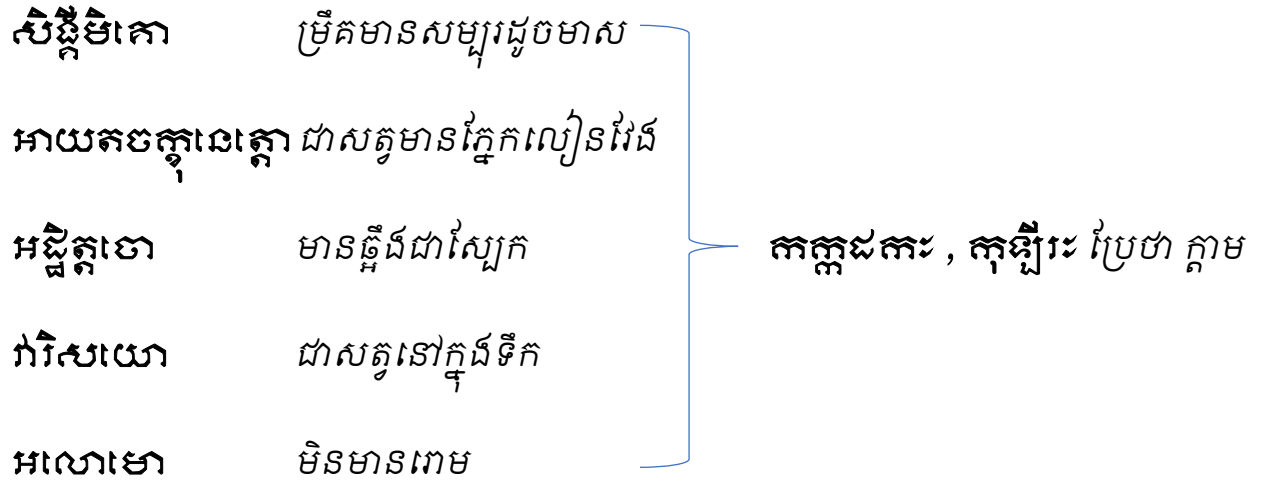 សិង្គីមិគោ ម្រឹគមានសម្បុរដូចមាស
អាយតចក្ខុនេត្តោ ជាសត្វមានភ្នែកលៀនវែង
អដ្ឋិត្តចោ មានឆ្អឹងជាស្បែក
កក្កដកៈ , កុឡីរៈ ប្រែថា ក្តាម
វារិសយោ ជាសត្វនៅក្នុងទឹក
អលោមោ មិនមានរោម